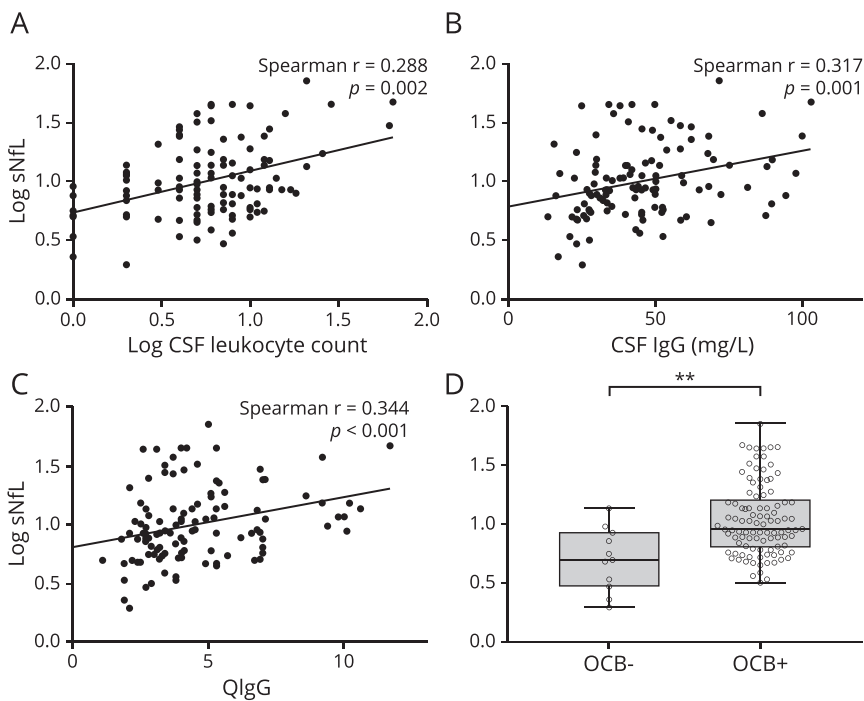 A
Spearman r = 0.288
p = 0.002
2.0
1.5
1.0
0.5
0.0
Log sNfL
0.0 0.5 1.0 1.5 2.0
Log CSF leukocyte count
B
Spearman r = 0.317
p = 0.001
2.0
1.5
1.0
0.5
0.0
0 50 100
CSF IgG (mg/L)
C
Spearman r = 0.344
p < 0.001
2.0
1.5
1.0
0.5
0.0
Log sNfL
0 5 10
QIgG
D
**
2.0
1.5
1.0
0.5
0.0
OCB- OCB+